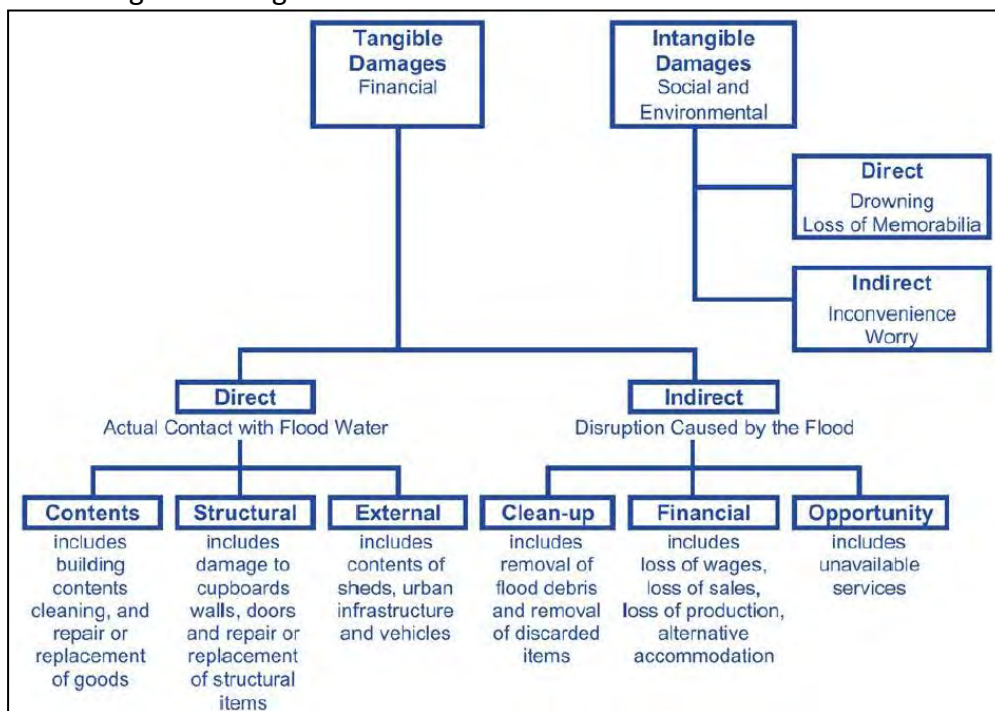 Tangible
Damages
Financial
Intangible
Damages
Social and
Environmental
Direct
Drowning
Loss of Memorabilia
Indirect
Inconvenience
Worry
Direct
Actual Contact with Flood Water
Indirect
Disruption Caused by the Flood
Contents
includes
building
contents
cleaning, and
repair or
replacement
of goods
Structural
includes
damage to
cupboards
walls, doors
and repair or
replacement
of structural
items
External
includes
contents of
sheds, urban
infrastructure
and vehicles
Clean-up
includes
removal of
flood debris
and removal
of discarded
items
Financial
includes
loss of wages,
loss of sales,
loss of production,
alternative
accommodation
Opportunity
includes
unavailable
services